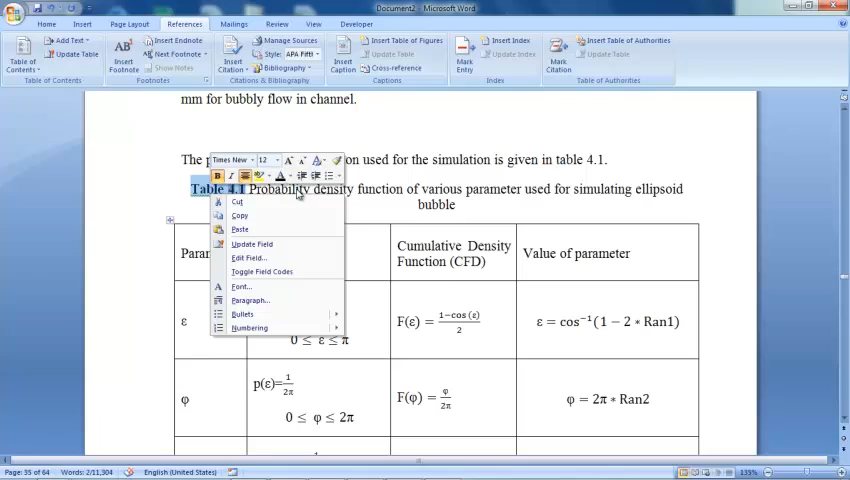 Document2 - Microsoft Word
Home Insert Page Layout References Mailings Review View Developer
Table of Contents
Add Text
Update Table
Insert Footnote
Insert Endnote
Next Footnote
Show Notes
Insert Citation
Manage Sources
Style: APA Fifth
Bibliography
Insert Caption
Insert Table of Figures
Update Table
Cross-reference
Mark Entry
Insert Index
Update Index
Mark Citation
Insert Table of Authorities
Update Table
Table of Contents Footnotes Citations & Bibliography Captions Index Table of Authorities
mm for bubbly flow in channel.
The p
on used for the simulation is given in table 4.1.
Times New 12
Table 4.1 Probability density function of various parameter used for simulating ellipsoid
bubble
Cut
Copy
Paste
Update Field
Edit Field...
Toggle Field Codes
Font...
Paragraph...
Bullets
Numbering
Para
Cumulative Density
Function (CFD)
Value of parameter
ε
0 ≤ ε ≤ π
F(ε) = 1−cos (ε) / 2
ε = cos⁻¹(1 − 2 ∗ Ran1)
φ
p(ε)= 1 / 2π
0 ≤ φ ≤ 2π
F(φ) = φ / 2π
φ = 2π ∗ Ran2
1
Page: 35 of 64 Words: 2/11,304 English (United States) 135%